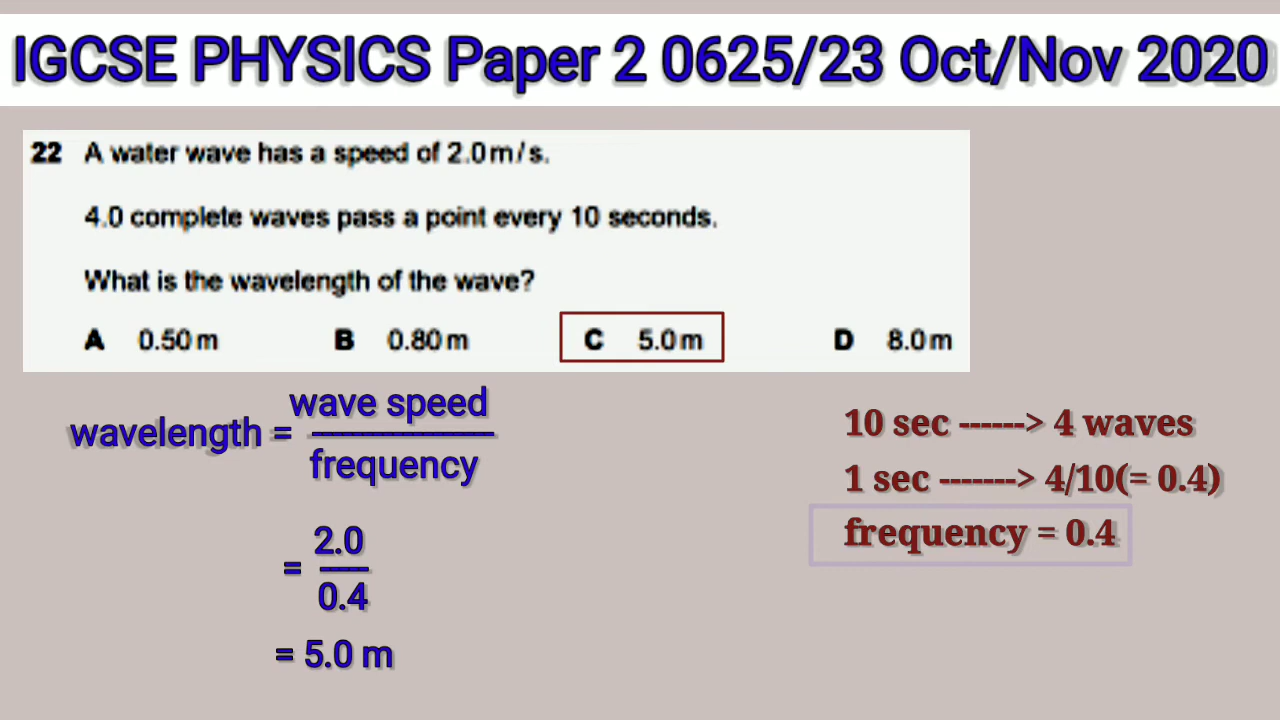 IGCSE PHYSICS Paper 2 0625/23 Oct/Nov 2020
22 A water wave has a speed of 2.0 m/s.
4.0 complete waves pass a point every 10 seconds.
What is the wavelength of the wave?
A 0.50 m B 0.80 m C 5.0 m D 8.0 m
wave speed
wavelength = ------------------
frequency
2.0
= -----
0.4
= 5.0 m
10 sec ------> 4 waves
1 sec -------> 4/10(= 0.4)
frequency = 0.4